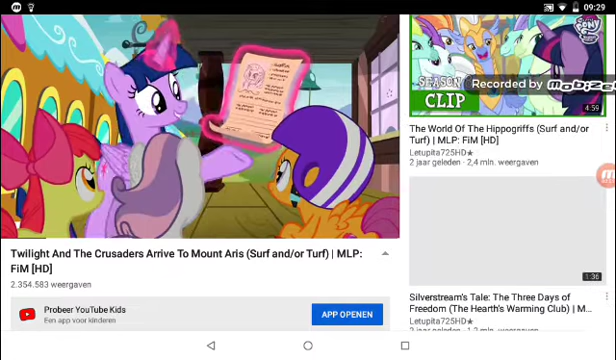 09:29
SEASON
CLIP
Recorded by
mobizen
4:59
The World Of The Hippogriffs (Surf and/or
Turf) | MLP: FiM [HD]
Letupita725HD★
2 jaar geleden · 2,4 mln. weergaven
1:36
Silverstream's Tale: The Three Days of
Freedom (The Hearth's Warming Club) | M...
Letupita725HD★
Twilight And The Crusaders Arrive To Mount Aris (Surf and/or Turf) | MLP:
FiM [HD]
2.354.583 weergaven
Probeer YouTube Kids
Een app voor kinderen
APP OPENEN